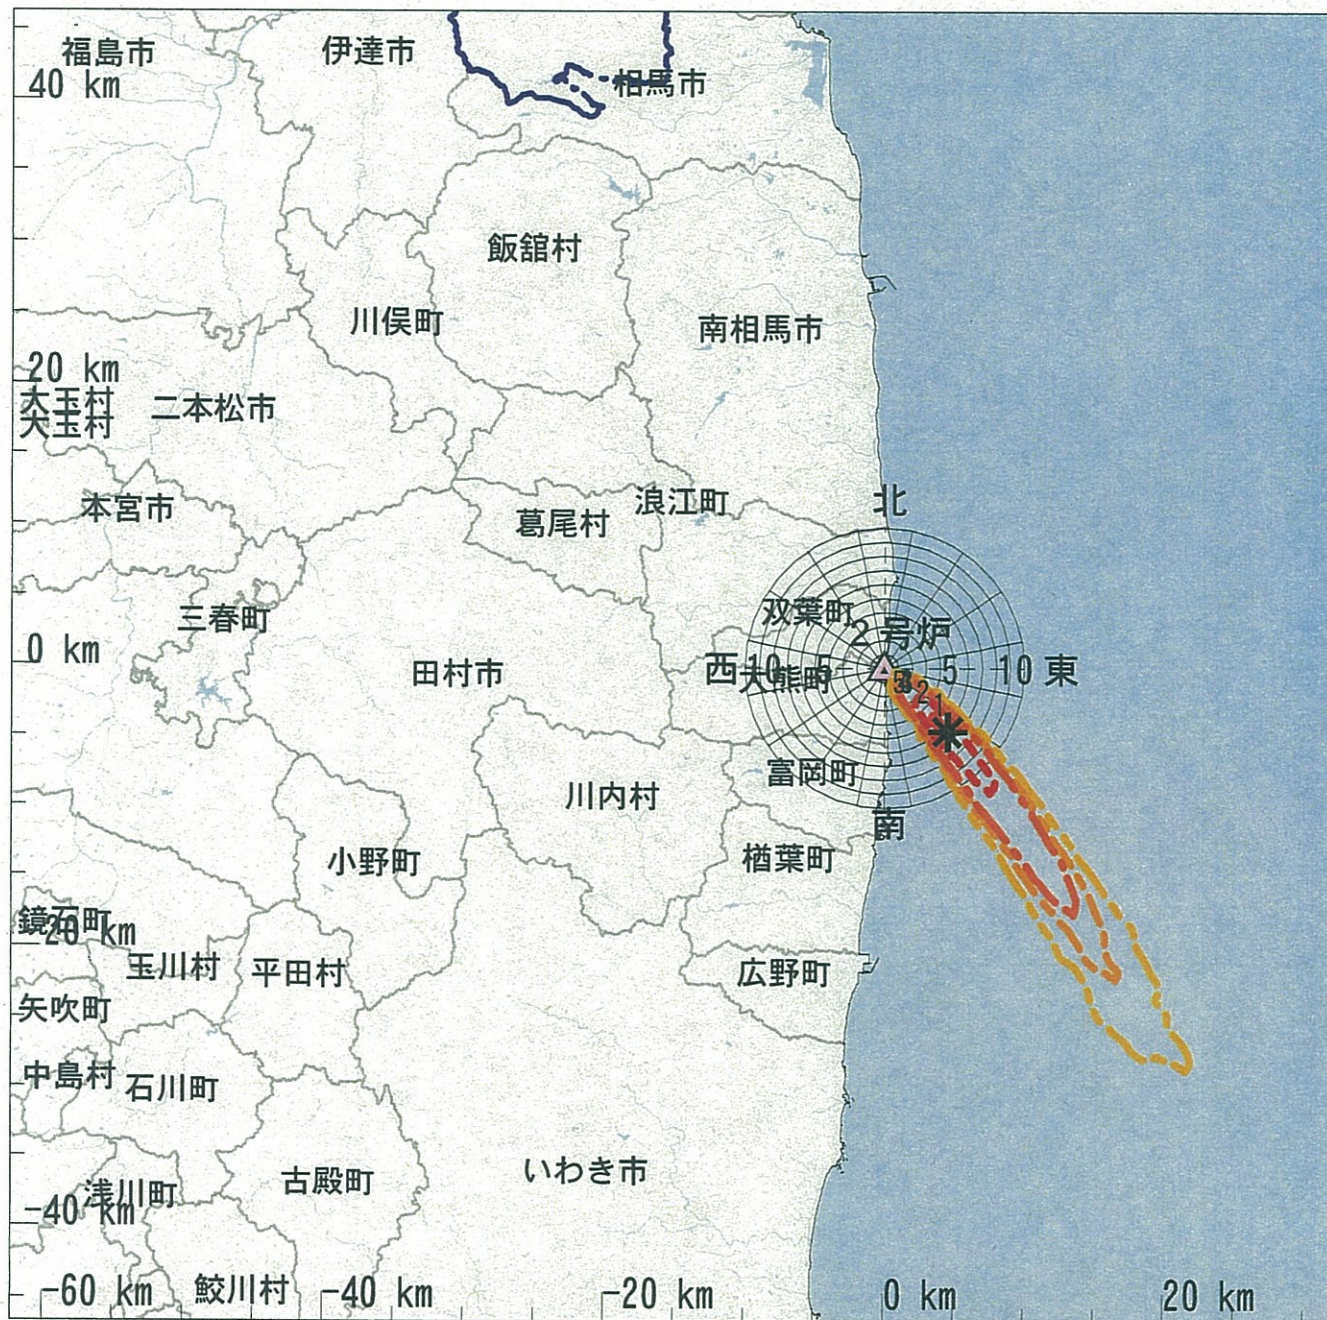 福島市
伊達市
40 km
相馬市
飯舘村
川俣町
南相馬市
20 km
大玉村
大玉村
二本松市
本宮市
葛尾村
浪江町
北
三春町
双葉町
2号炉
0 km
田村市
西 10 5
5 10 東
大熊町
5
2
1
富岡町
川内村
南
小野町
楢葉町
鏡石町
-20 km
玉川村
平田村
広野町
矢吹町
中島村
石川町
いわき市
古殿町
浅川町
-40 km
鮫川村
-60 km
-40 km
-20 km
0 km
20 km